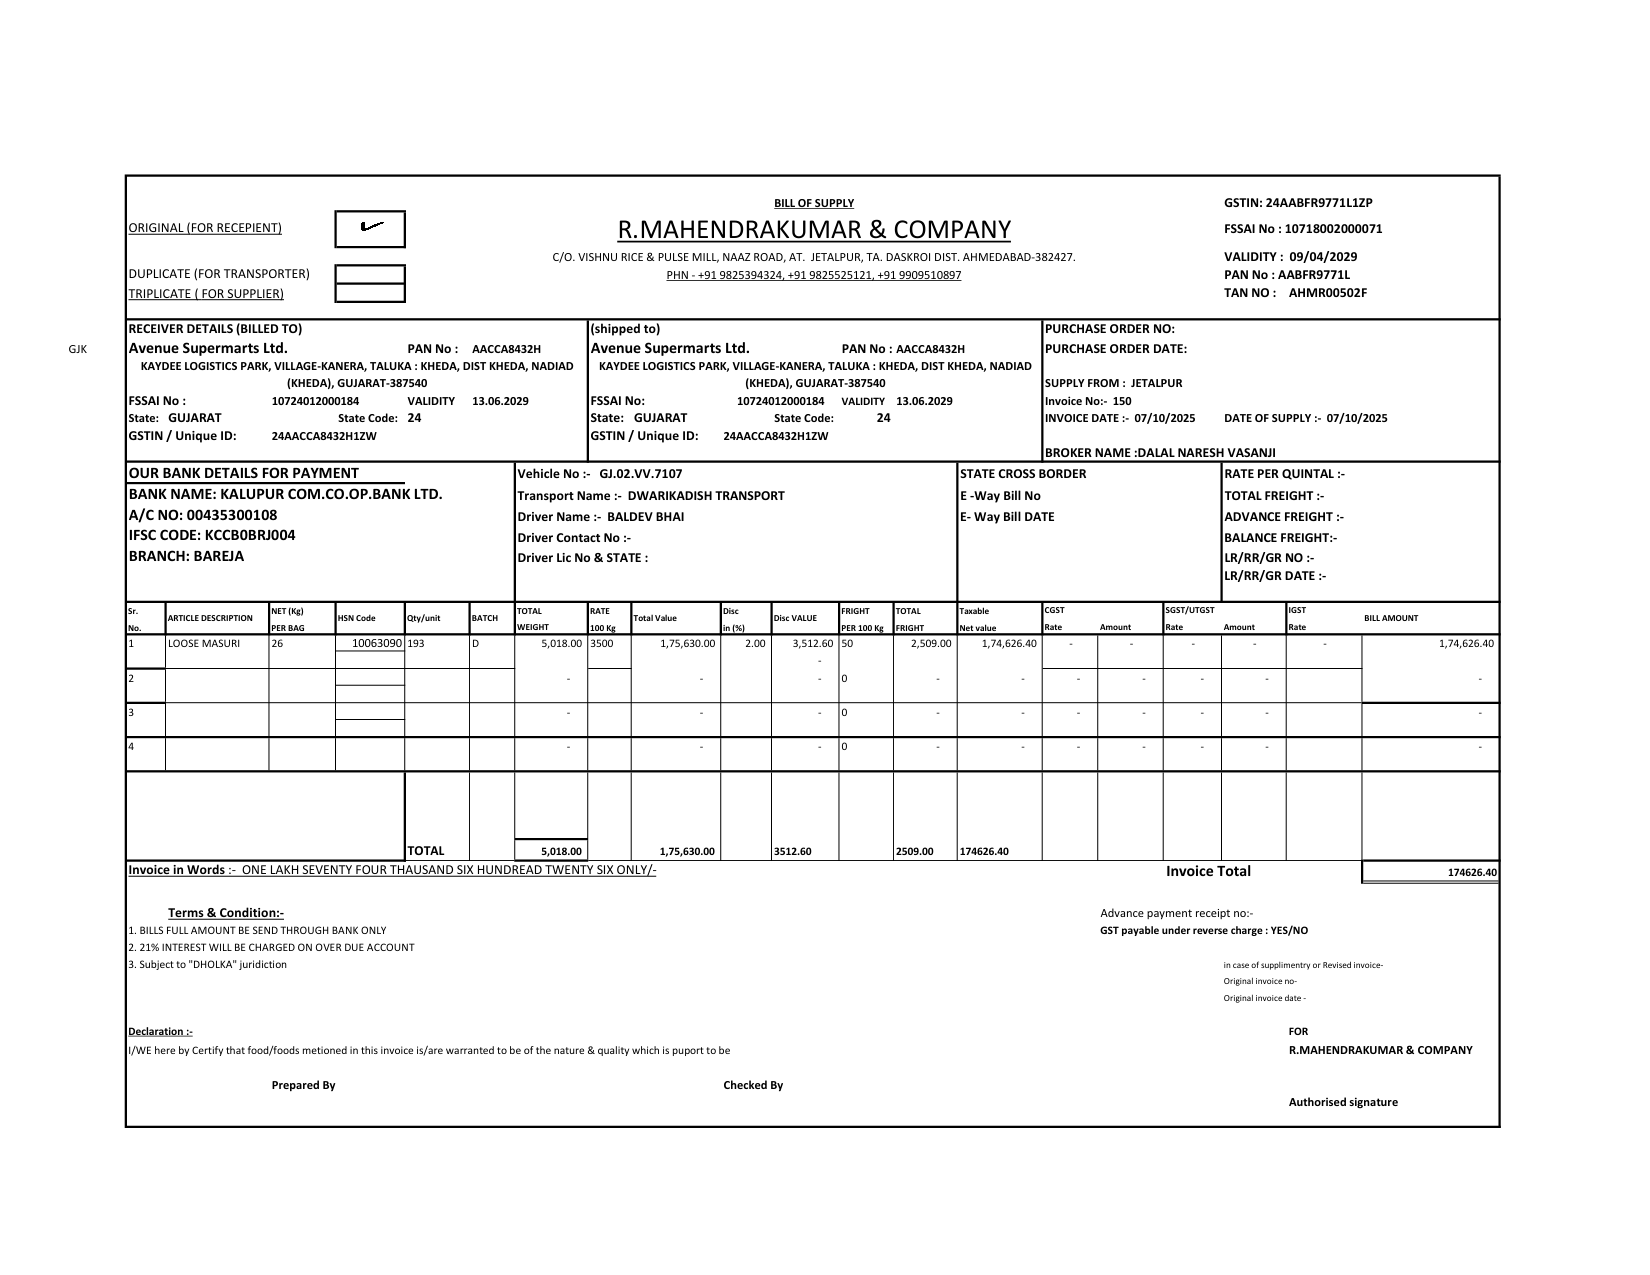 BILL OF SUPPLY
GSTIN: 24AABFR9771L1ZP
ORIGINAL (FOR RECEPIENT)
R.MAHENDRAKUMAR & COMPANY
FSSAI No : 10718002000071
C/O. VISHNU RICE & PULSE MILL, NAAZ ROAD, AT. JETALPUR, TA. DASKROI DIST. AHMEDABAD-382427.
VALIDITY : 09/04/2029
DUPLICATE (FOR TRANSPORTER)
PHN - +91 9825394324, +91 9825525121, +91 9909510897
PAN No : AABFR9771L
TRIPLICATE ( FOR SUPPLIER)
TAN NO : AHMR00502F
GJK
RECEIVER DETAILS (BILLED TO)
Avenue Supermarts Ltd. PAN No : AACCA8432H
KAYDEE LOGISTICS PARK, VILLAGE-KANERA, TALUKA : KHEDA, DIST KHEDA, NADIAD
(KHEDA), GUJARAT-387540
FSSAI No : 10724012000184 VALIDITY 13.06.2029
State: GUJARAT State Code: 24
GSTIN / Unique ID: 24AACCA8432H1ZW
(shipped to)
Avenue Supermarts Ltd. PAN No : AACCA8432H
KAYDEE LOGISTICS PARK, VILLAGE-KANERA, TALUKA : KHEDA, DIST KHEDA, NADIAD
(KHEDA), GUJARAT-387540
FSSAI No: 10724012000184 VALIDITY 13.06.2029
State: GUJARAT State Code: 24
GSTIN / Unique ID: 24AACCA8432H1ZW
PURCHASE ORDER NO:
PURCHASE ORDER DATE:
SUPPLY FROM : JETALPUR
Invoice No:- 150
INVOICE DATE :- 07/10/2025 DATE OF SUPPLY :- 07/10/2025
BROKER NAME :DALAL NARESH VASANJI
OUR BANK DETAILS FOR PAYMENT
BANK NAME: KALUPUR COM.CO.OP.BANK LTD.
A/C NO: 00435300108
IFSC CODE: KCCB0BRJ004
BRANCH: BAREJA
Vehicle No :- GJ.02.VV.7107
Transport Name :- DWARIKADISH TRANSPORT
Driver Name :- BALDEV BHAI
Driver Contact No :-
Driver Lic No & STATE :
STATE CROSS BORDER
E -Way Bill No
E- Way Bill DATE
RATE PER QUINTAL :-
TOTAL FREIGHT :-
ADVANCE FREIGHT :-
BALANCE FREIGHT:-
LR/RR/GR NO :-
LR/RR/GR DATE :-
Sr. No. ARTICLE DESCRIPTION NET (Kg) PER BAG HSN Code Qty/unit BATCH TOTAL WEIGHT RATE 100 Kg Total Value Disc in (%) Disc VALUE FRIGHT PER 100 Kg TOTAL FRIGHT Taxable Net value CGST Rate Amount SGST/UTGST Rate Amount IGST Rate BILL AMOUNT
1 LOOSE MASURI 26 10063090 193 D 5,018.00 3500 1,75,630.00 2.00 3,512.60 50 2,509.00 1,74,626.40 - - - - - 1,74,626.40
-
2 - - - 0 - - - - - - -
3 - - - 0 - - - - - - -
4 - - - 0 - - - - - - -
TOTAL 5,018.00 1,75,630.00 3512.60 2509.00 174626.40
Invoice in Words :- ONE LAKH SEVENTY FOUR THAUSAND SIX HUNDREAD TWENTY SIX ONLY/- Invoice Total 174626.40
Terms & Condition:-
1. BILLS FULL AMOUNT BE SEND THROUGH BANK ONLY
2. 21% INTEREST WILL BE CHARGED ON OVER DUE ACCOUNT
3. Subject to "DHOLKA" juridiction
Advance payment receipt no:-
GST payable under reverse charge : YES/NO
in case of supplimentry or Revised invoice-
Original invoice no-
Original invoice date -
Declaration :-
I/WE here by Certify that food/foods metioned in this invoice is/are warranted to be of the nature & quality which is puport to be
FOR
R.MAHENDRAKUMAR & COMPANY
Prepared By Checked By
Authorised signature